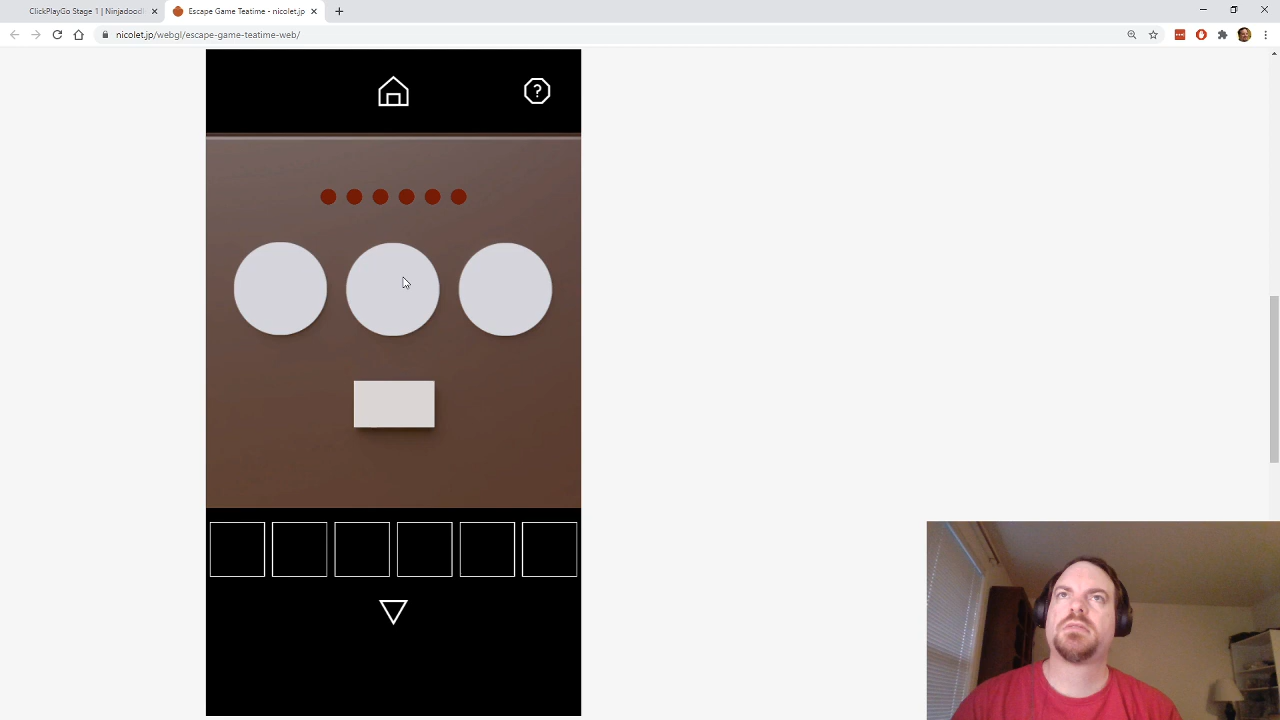 ClickPlayGo Stage 1 | Ninjadoodl
Escape Game Teatime - nicolet.jp
nicolet.jp/webgl/escape-game-teatime-web/
?